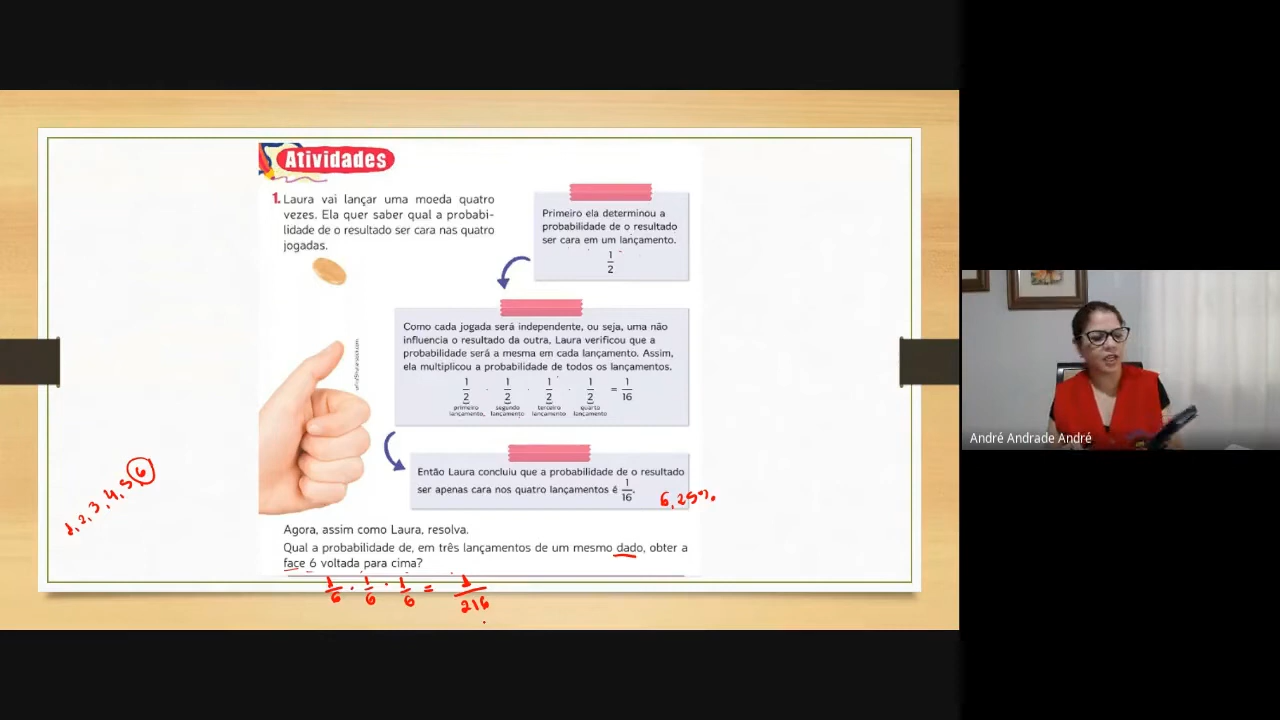 Atividades
1. Laura vai lançar uma moeda quatro
vezes. Ela quer saber qual a probabi-
lidade de o resultado ser cara nas quatro
jogadas.
Primeiro ela determinou a
probabilidade de o resultado
ser cara em um lançamento.
1/2
Como cada jogada será independente, ou seja, uma não
influencia o resultado da outra, Laura verificou que a
probabilidade será a mesma em cada lançamento. Assim,
ela multiplicou a probabilidade de todos os lançamentos.
1/2 · 1/2 · 1/2 · 1/2 = 1/16
primeiro segundo terceiro quarto
lançamento, lançamento lançamento lançamento
Então Laura concluiu que a probabilidade de o resultado
ser apenas cara nos quatro lançamentos é 1/16.
6,25%
1, 2, 3, 4, 5, 6
Agora, assim como Laura, resolva.
Qual a probabilidade de, em três lançamentos de um mesmo dado, obter a
face 6 voltada para cima?
1/6 · 1/6 · 1/6 = 1/216
André Andrade André